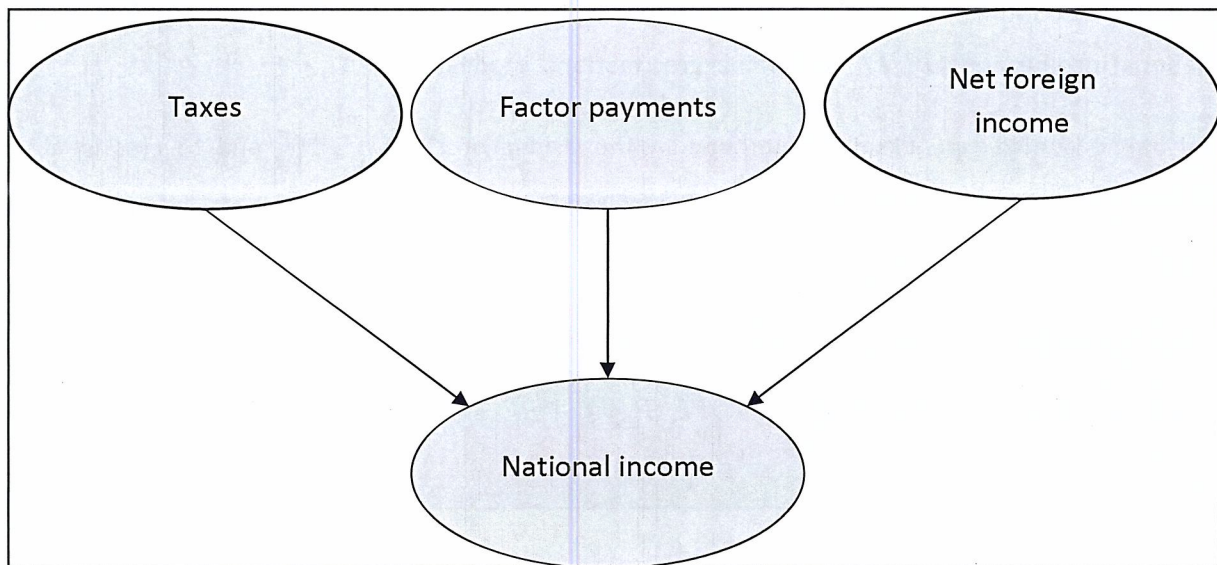 Taxes
Factor payments
Net foreign
income
National income